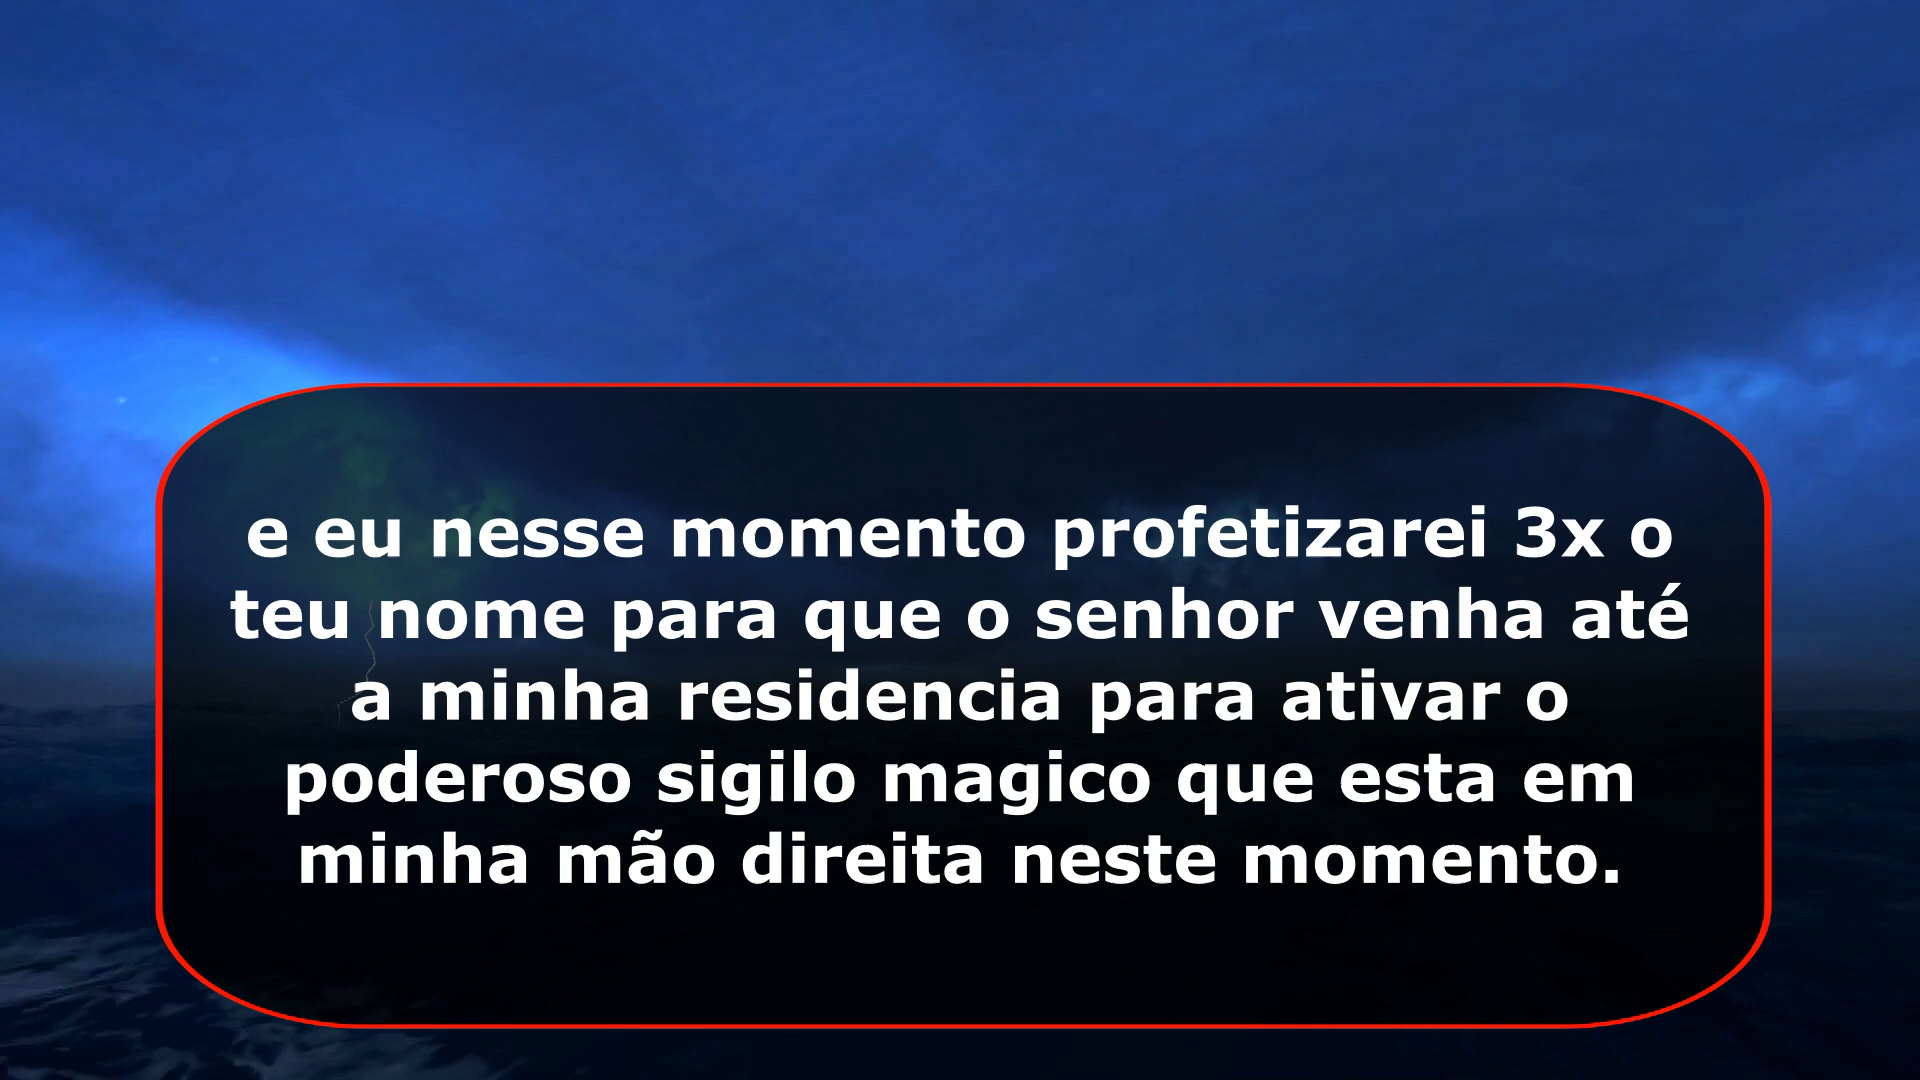 e eu nesse momento profetizarei 3x o
teu nome para que o senhor venha até
a minha residencia para ativar o
poderoso sigilo magico que esta em
minha mão direita neste momento.